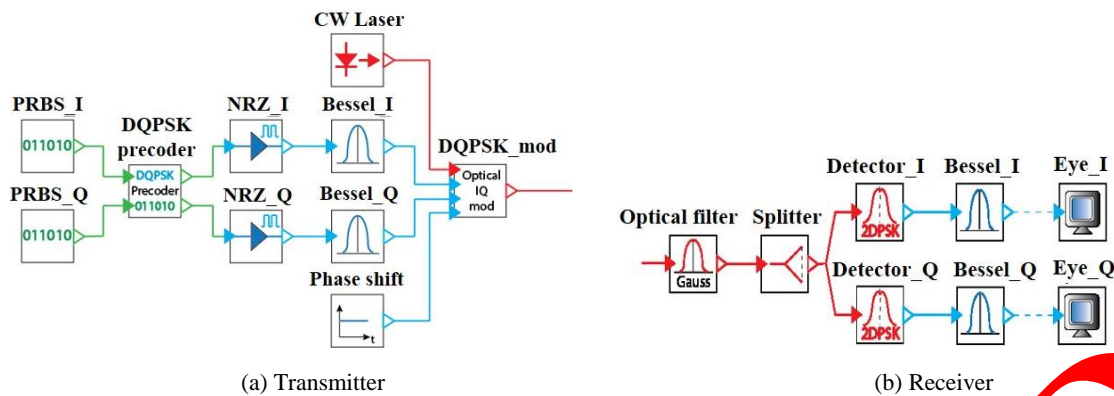 CW Laser
PRBS_I
DQPSK
precoder
NRZ_I
Bessel_I
011010
DQPSK
Precoder
011010
DQPSK_mod
Optical
IQ
mod
PRBS_Q
NRZ_Q
Bessel_Q
011010
Phase shift
t
(a) Transmitter
Detector_I
Bessel_I
Eye_I
2DPSK
Optical filter
Splitter
Gauss
Detector_Q
Bessel_Q
Eye_Q
2DPSK
(b) Receiver